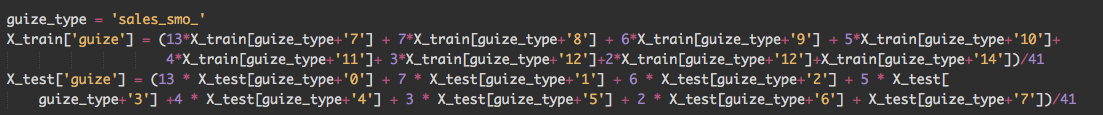 guize_type = 'sales_smo_'
X_train['guize'] = (13*X_train[guize_type+'7'] + 7*X_train[guize_type+'8'] + 6*X_train[guize_type+'9'] + 5*X_train[guize_type+'10']+
4*X_train[guize_type+'11']+ 3*X_train[guize_type+'12]+2*X_train[guize_type+'12']+X_train[guize_type+'14'])/41
X_test['guize'] = (13 * X_test[guize_type+'0'] + 7 * X_test[guize_type+'1'] + 6 * X_test[guize_type+'2'] + 5 * X_test[
guize_type+'3'] +4 * X_test[guize_type+'4'] + 3 * X_test[guize_type+'5'] + 2 * X_test[guize_type+'6'] + X_test[guize_type+'7'])/41